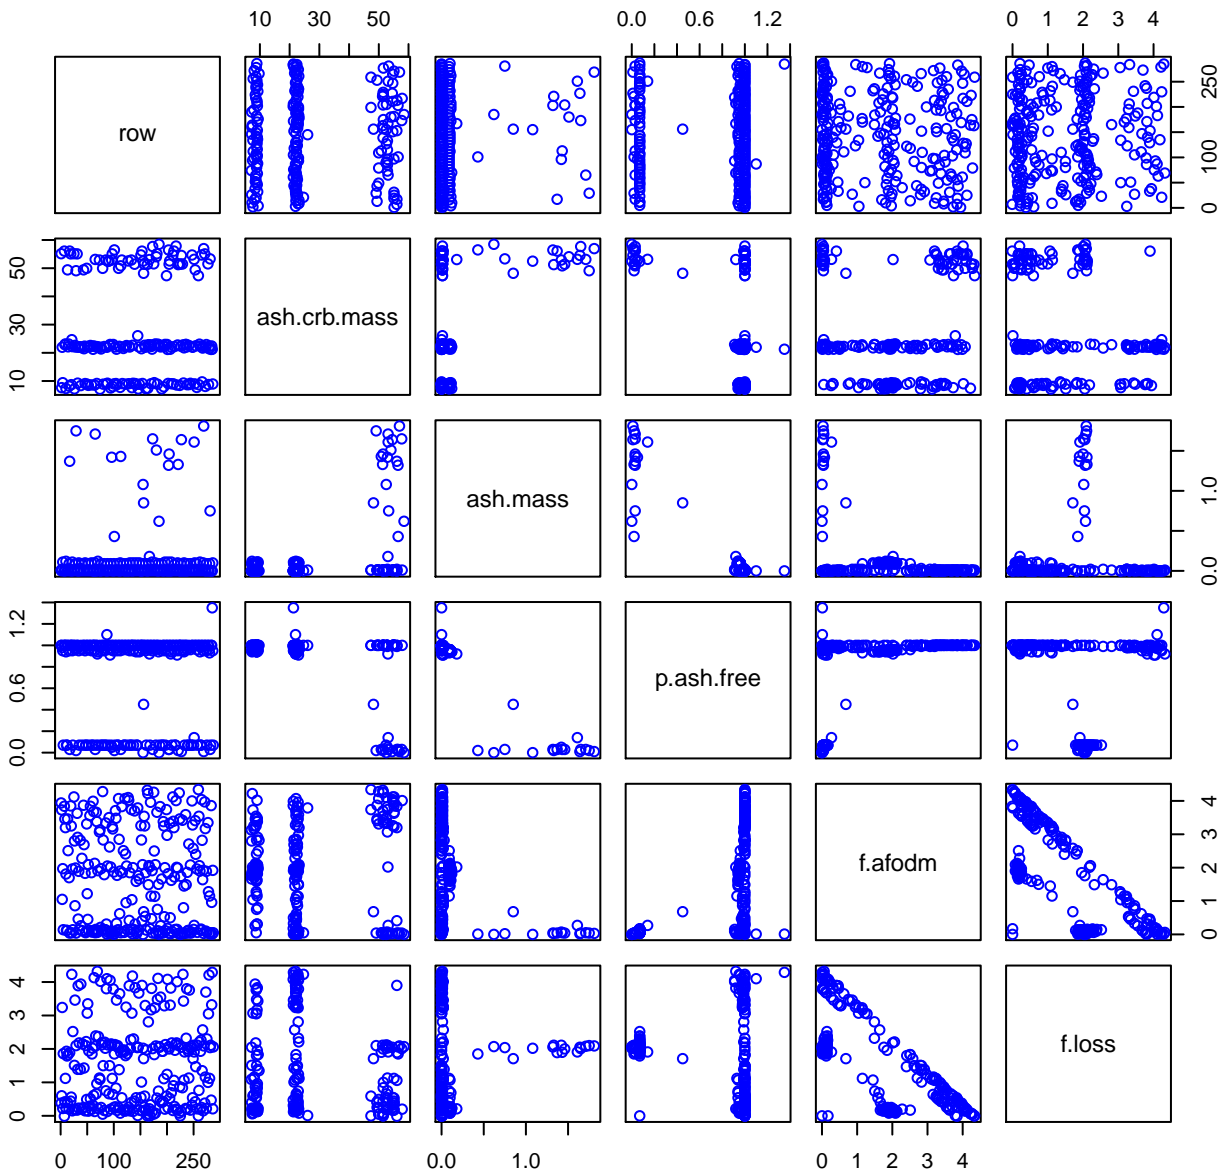 10 30 50 0.0 0.6 1.2 0 1 2 3 4
row 0 100 250
10 30 50 ash.crb.mass
ash.mass 0.0 1.0
0.0 0.6 1.2 p.ash.free
f.afodm 0 1 2 3 4
0 1 2 3 4 f.loss
0 100 250 0.0 1.0 0 1 2 3 4